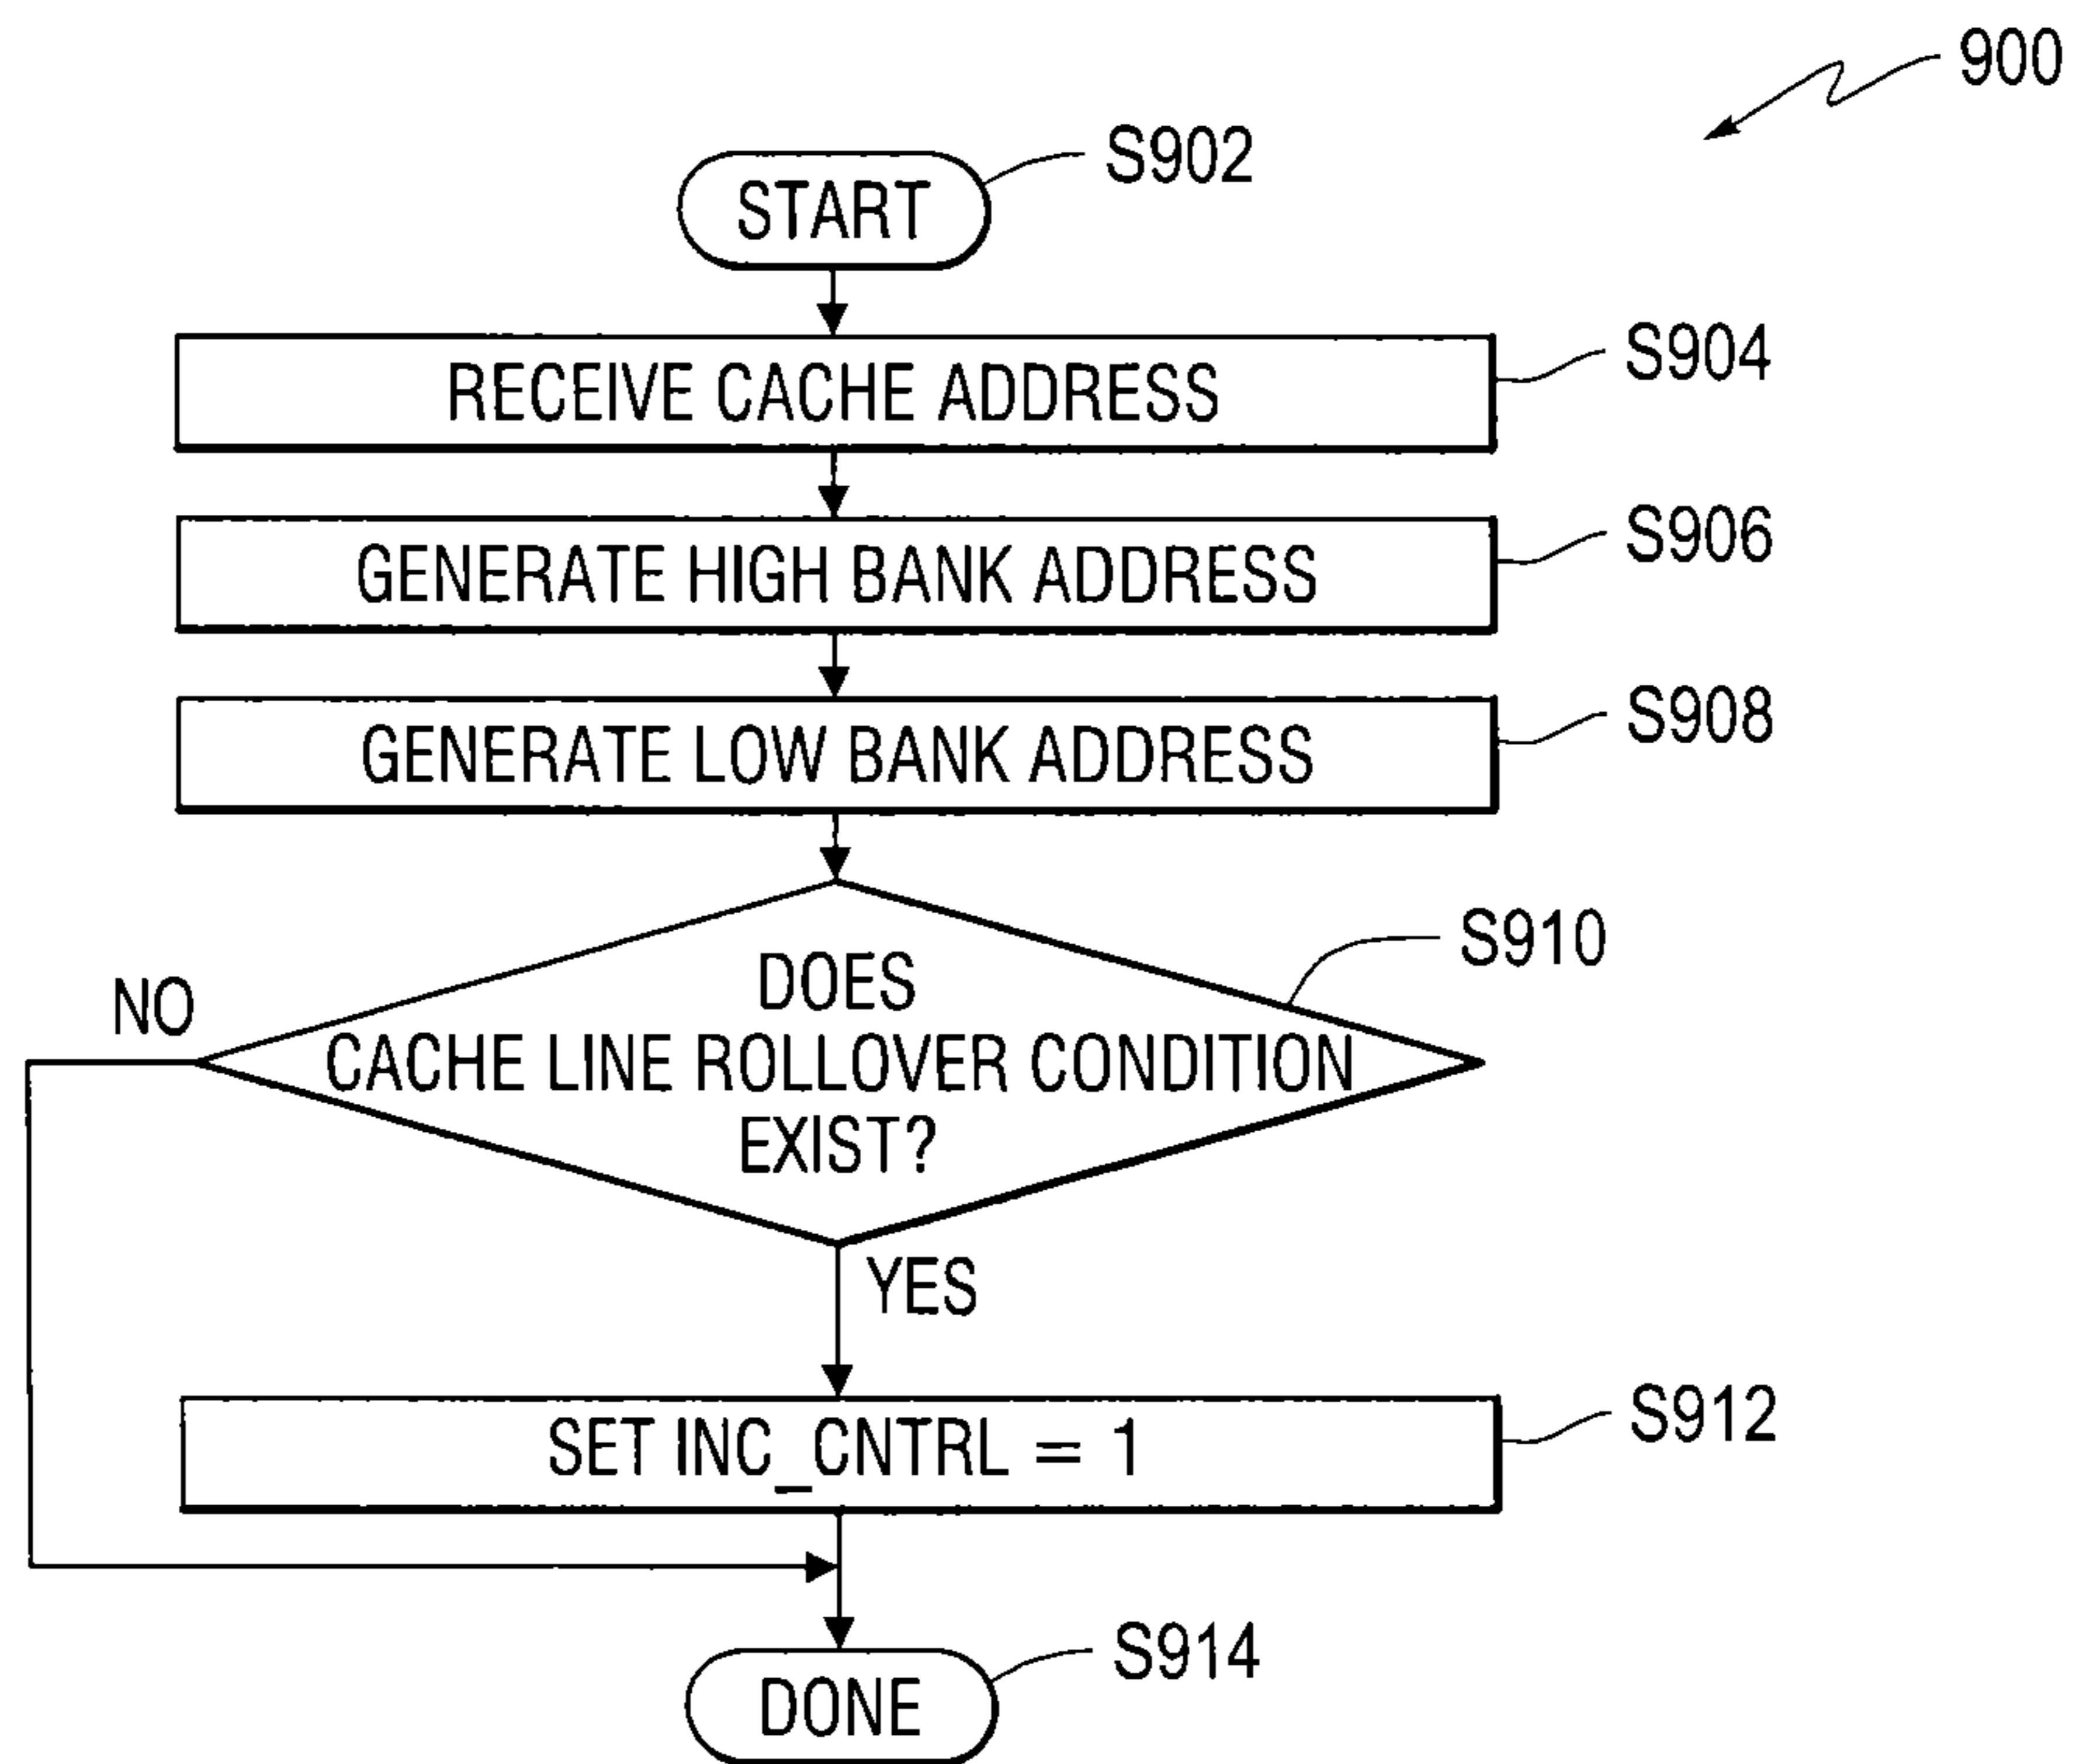 900
START
S902
RECEIVE CACHE ADDRESS
S904
GENERATE HIGH BANK ADDRESS
S906
GENERATE LOW BANK ADDRESS
S908
DOES
CACHE LINE ROLLOVER CONDITION
EXIST?
S910
NO
YES
SET INC_CNTRL = 1
S912
DONE
S914